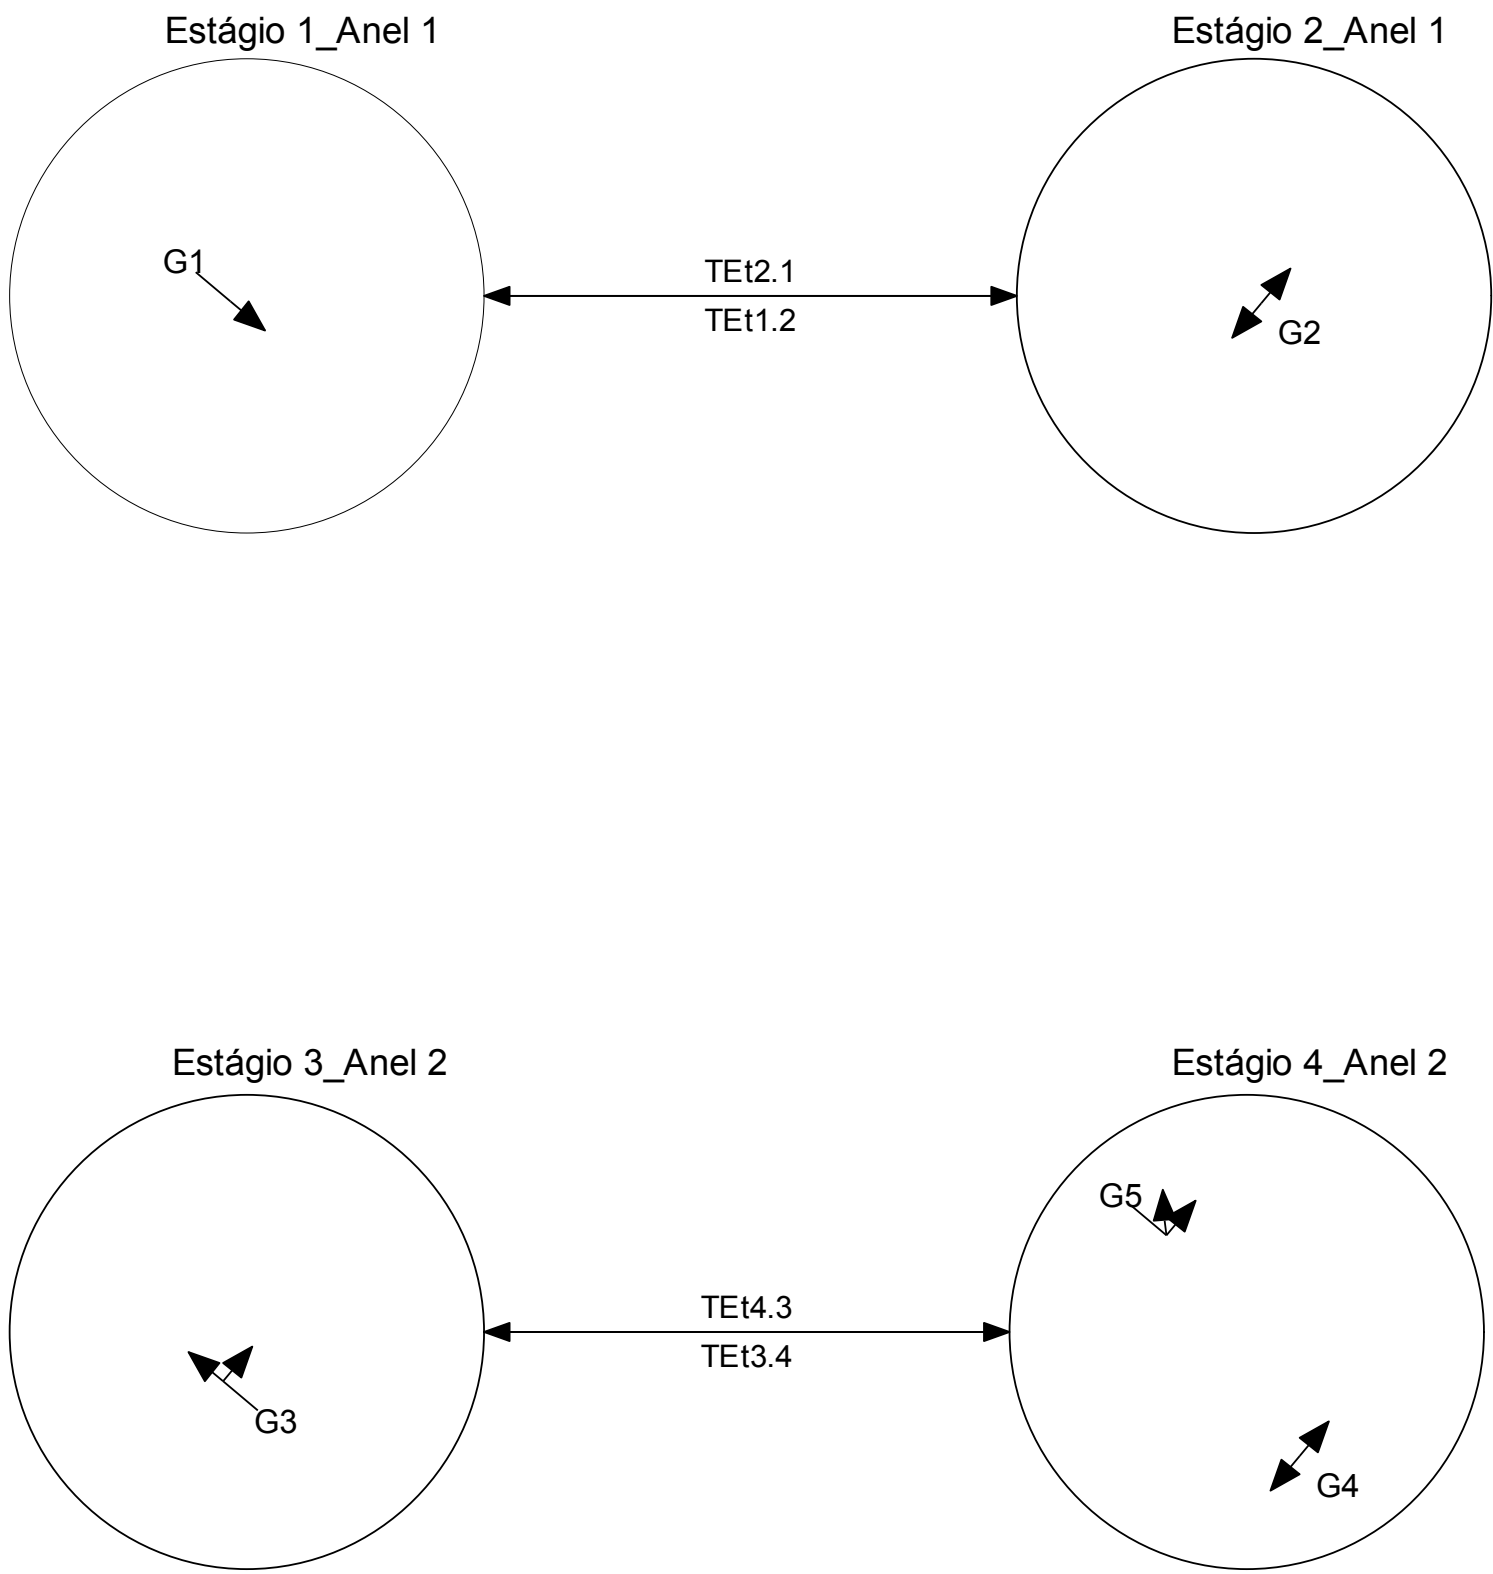 Estágio 1_Anel 1
Estágio 2_Anel 1
G1
TEt2.1
TEt1.2
G2
Estágio 3_Anel 2
Estágio 4_Anel 2
G5
TEt4.3
TEt3.4
G3
G4